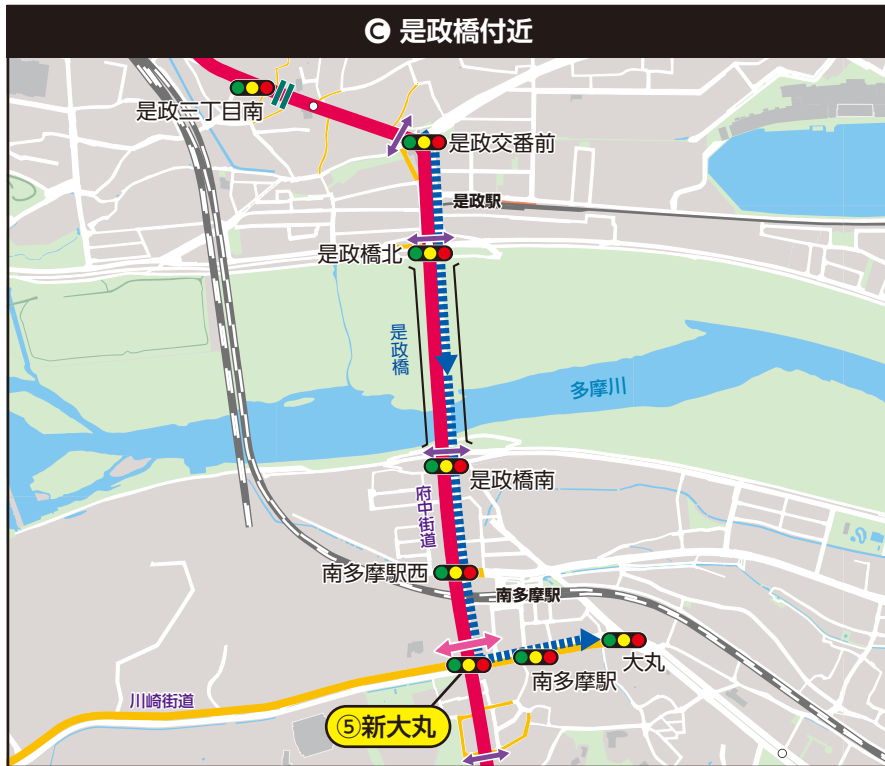 C 是政橋付近
是政三丁目南
是政交番前
是政駅
是政橋北
是政橋
多摩川
是政橋南
府中街道
南多摩駅西
南多摩駅
大丸
南多摩駅
川崎街道
⑤新大丸